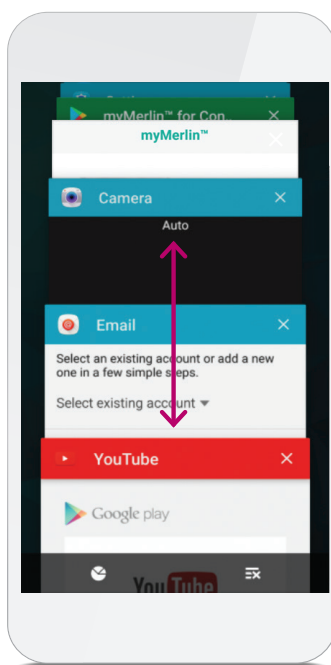 myMerlin™ for Con..
myMerlin™
Camera
Auto
Email
Select an existing account or add a new
one in a few simple steps.
Select existing account
YouTube
Google play
YouTube